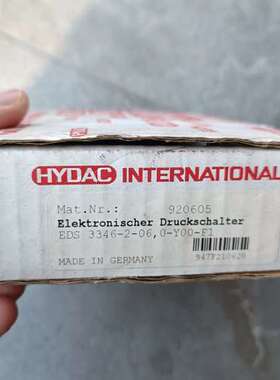 HYDAC INTERNATIONAL
Mat.Nr.: 920605
Elektronischer Druckschalter
EDS 3346-2-06,0-Y00-F1
MADE IN GERMANY